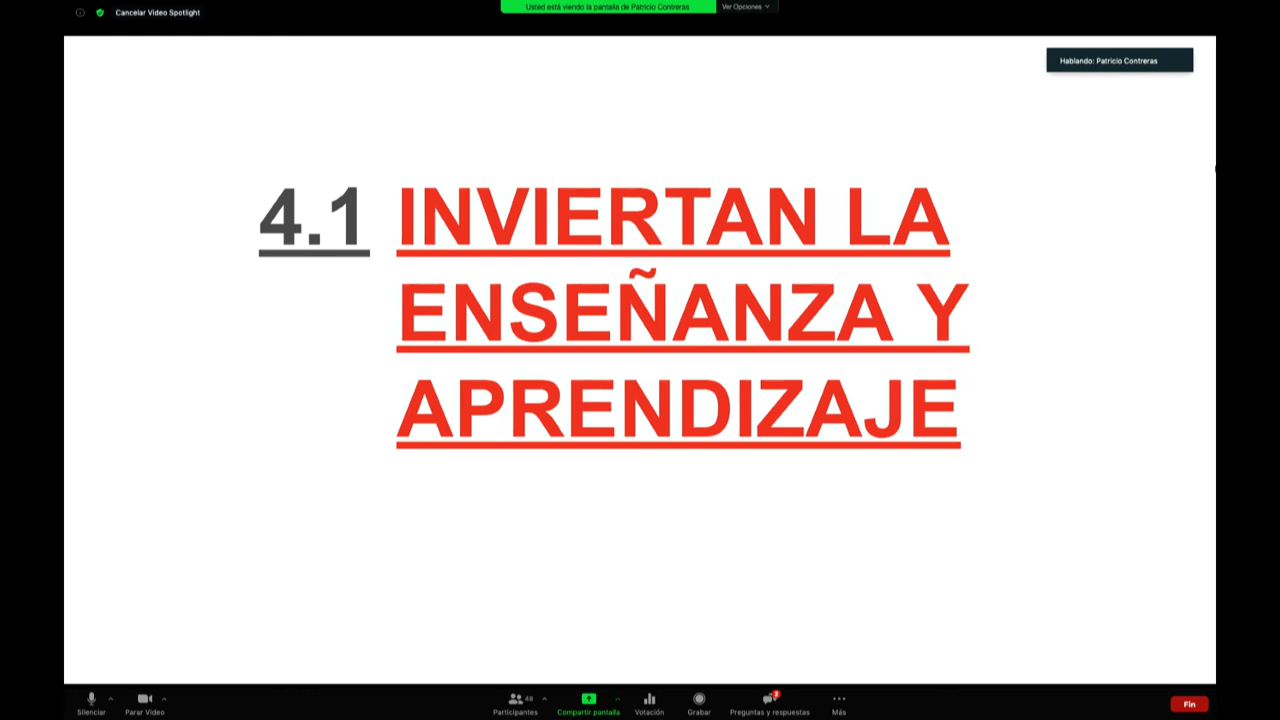 Cancelar Video Spotlight
Usted está viendo la pantalla de Patricio Contreras
Ver Opciones
Hablando: Patricio Contreras
4.1 INVIERTAN LA
ENSEÑANZA Y
APRENDIZAJE
Silenciar
Parar Video
Participantes
48
Compartir pantalla
Votación
Grabar
Preguntas y respuestas
Más
Fin